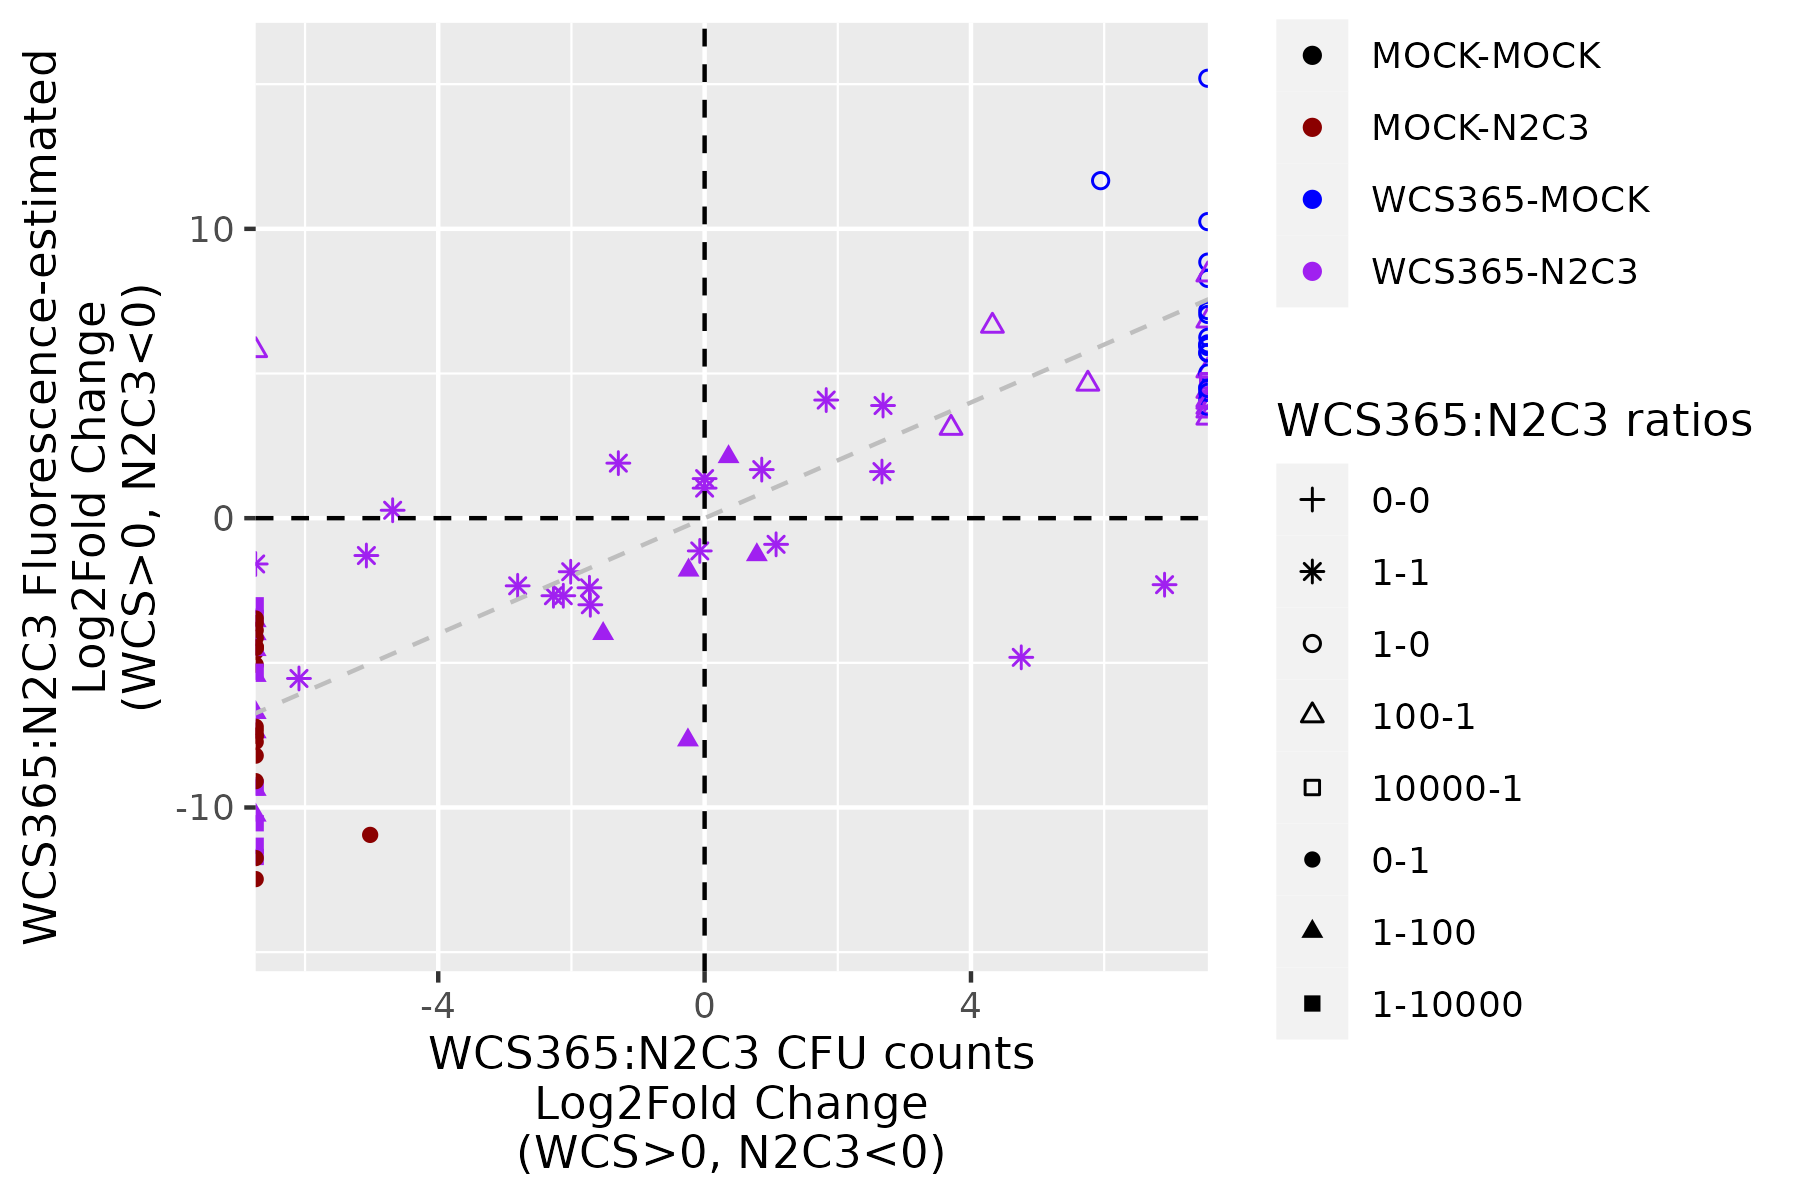 WCS365:N2C3 Fluorescence-estimated
Log2Fold Change
(WCS>0, N2C3<0)
10
0
-10
-4
0
4
WCS365:N2C3 CFU counts
Log2Fold Change
(WCS>0, N2C3<0)
MOCK-MOCK
MOCK-N2C3
WCS365-MOCK
WCS365-N2C3
WCS365:N2C3 ratios
0-0
1-1
1-0
100-1
10000-1
0-1
1-100
1-10000